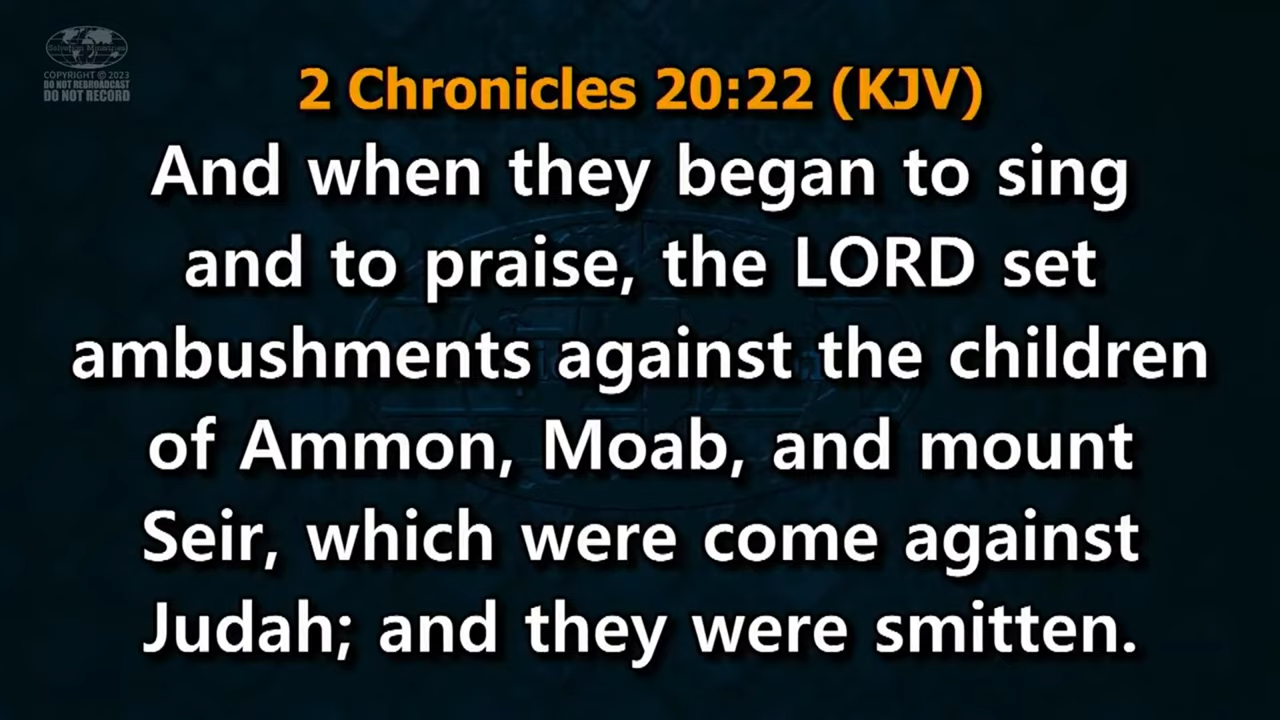 Salvation Ministries
COPYRIGHT © 2023
DO NOT REBROADCAST
DO NOT RECORD
2 Chronicles 20:22 (KJV)
And when they began to sing
and to praise, the LORD set
ambushments against the children
of Ammon, Moab, and mount
Seir, which were come against
Judah; and they were smitten.